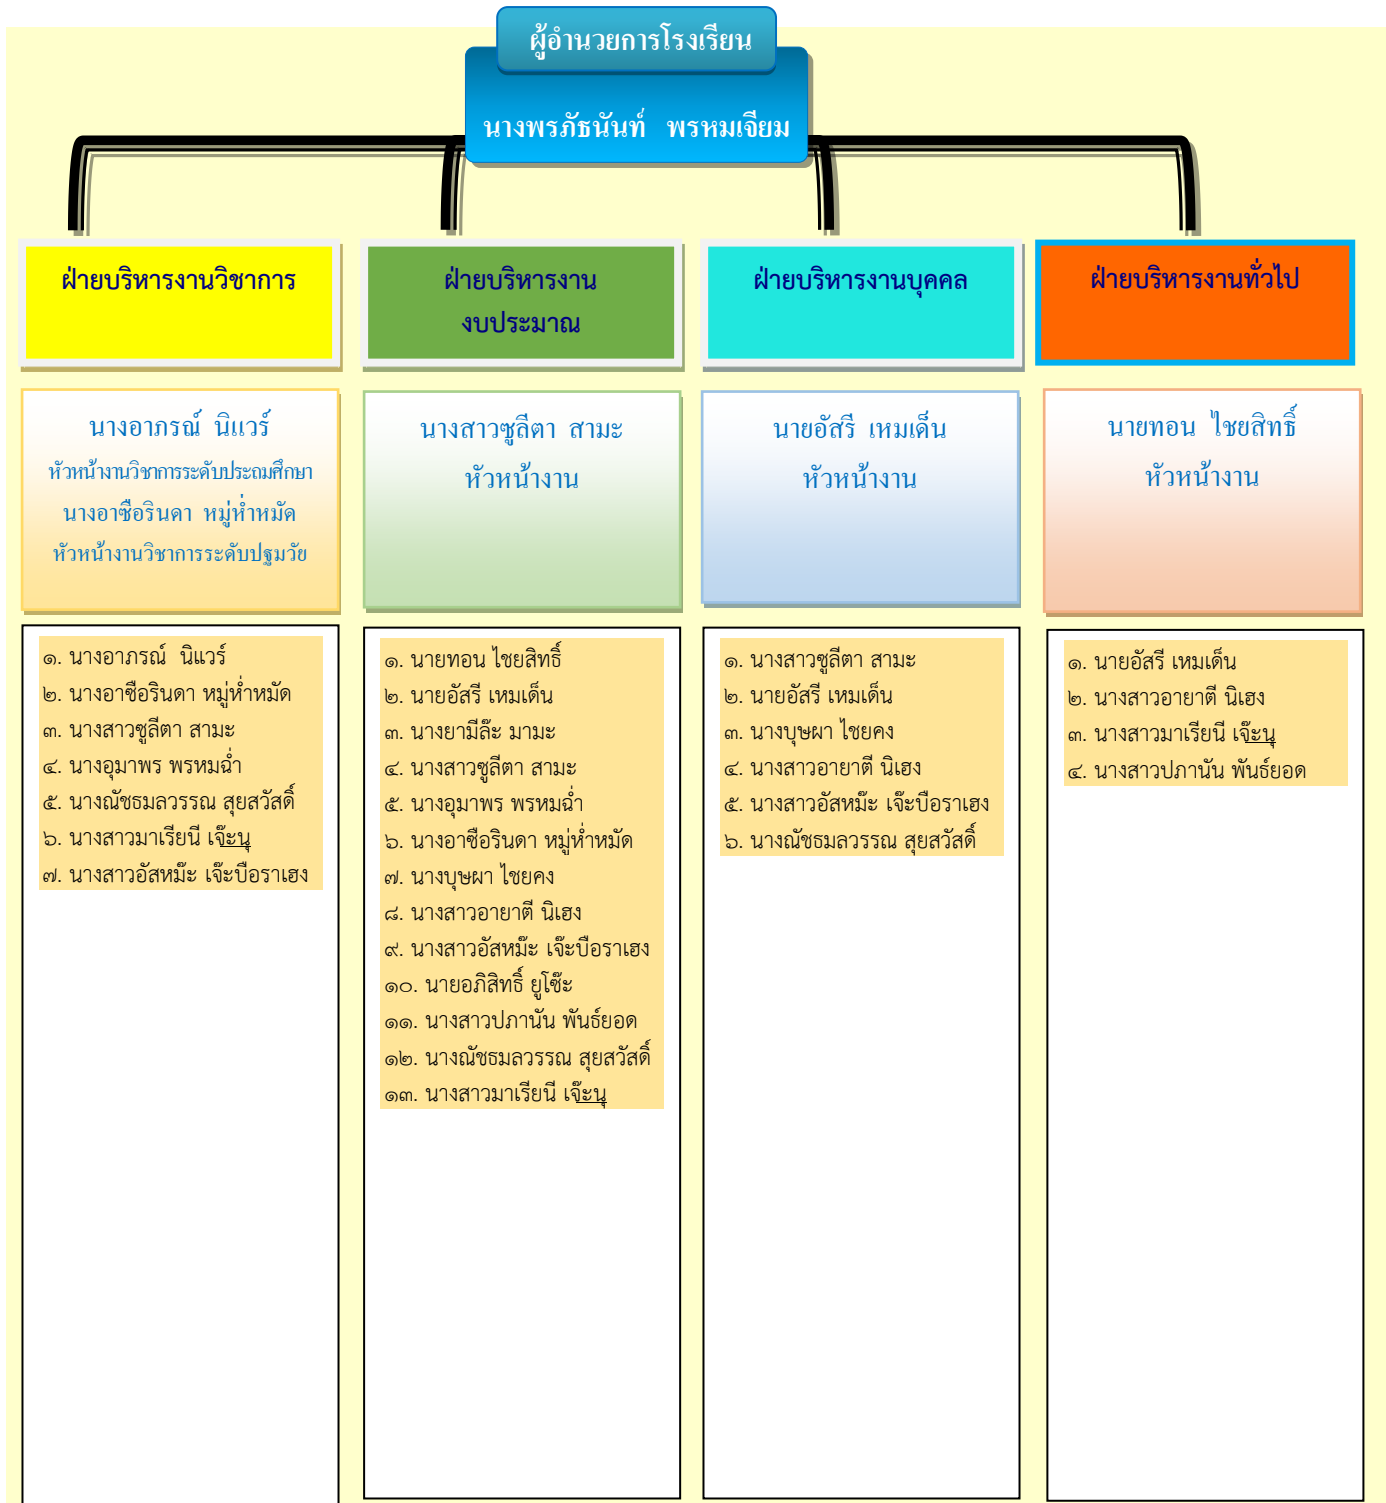 ผู้อำนวยการโรงเรียน
นางพรภัธนันท์ พรหมเจียม
ฝ่ายบริหารงานวิชาการ
ฝ่ายบริหารงาน
งบประมาณ
ฝ่ายบริหารงานบุคคล
ฝ่ายบริหารงานทั่วไป
นางอาภรณ์ นิแวร์
หัวหน้างานวิชาการระดับประถมศึกษา
นางอาซือรินดา หมู่ห่ำหมัด
หัวหน้างานวิชาการระดับปฐมวัย
นางสาวซูลีตา สามะ
หัวหน้างาน
นายอัสรี เหมเด็น
หัวหน้างาน
นายทอน ไชยสิทธิ์
หัวหน้างาน
๑. นางอาภรณ์ นิแวร์
๒. นางอาซือรินดา หมู่ห่ำหมัด
๓. นางสาวซูลีตา สามะ
๔. นางอุมาพร พรหมฉ่ำ
๕. นางณัชธมลวรรณ สุยสวัสดิ์
๖. นางสาวมาเรียนี เจ๊ะนุ
๗. นางสาวอัสหม๊ะ เจ๊ะบือราเฮง
๑. นายทอน ไชยสิทธิ์
๒. นายอัสรี เหมเด็น
๓. นางยามีล๊ะ มามะ
๔. นางสาวซูลีตา สามะ
๕. นางอุมาพร พรหมฉ่ำ
๖. นางอาซือรินดา หมู่ห่ำหมัด
๗. นางบุษผา ไชยคง
๘. นางสาวอายาตี นิเฮง
๙. นางสาวอัสหม๊ะ เจ๊ะบือราเฮง
๑๐. นายอภิสิทธิ์ ยูโซ๊ะ
๑๑. นางสาวปภานัน พันธ์ยอด
๑๒. นางณัชธมลวรรณ สุยสวัสดิ์
๑๓. นางสาวมาเรียนี เจ๊ะนุ
๑. นางสาวซูลีตา สามะ
๒. นายอัสรี เหมเด็น
๓. นางบุษผา ไชยคง
๔. นางสาวอายาตี นิเฮง
๕. นางสาวอัสหม๊ะ เจ๊ะบือราเฮง
๖. นางณัชธมลวรรณ สุยสวัสดิ์
๑. นายอัสรี เหมเด็น
๒. นางสาวอายาตี นิเฮง
๓. นางสาวมาเรียนี เจ๊ะนุ
๔. นางสาวปภานัน พันธ์ยอด